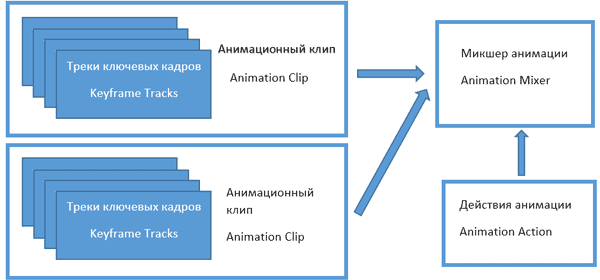 Треки ключевых кадров
Keyframe Tracks
Анимационный клип
Animation Clip
Микшер анимации
Animation Mixer
Треки ключевых кадров
Keyframe Tracks
Анимационный
клип
Animation Clip
Действия анимации
Animation Action